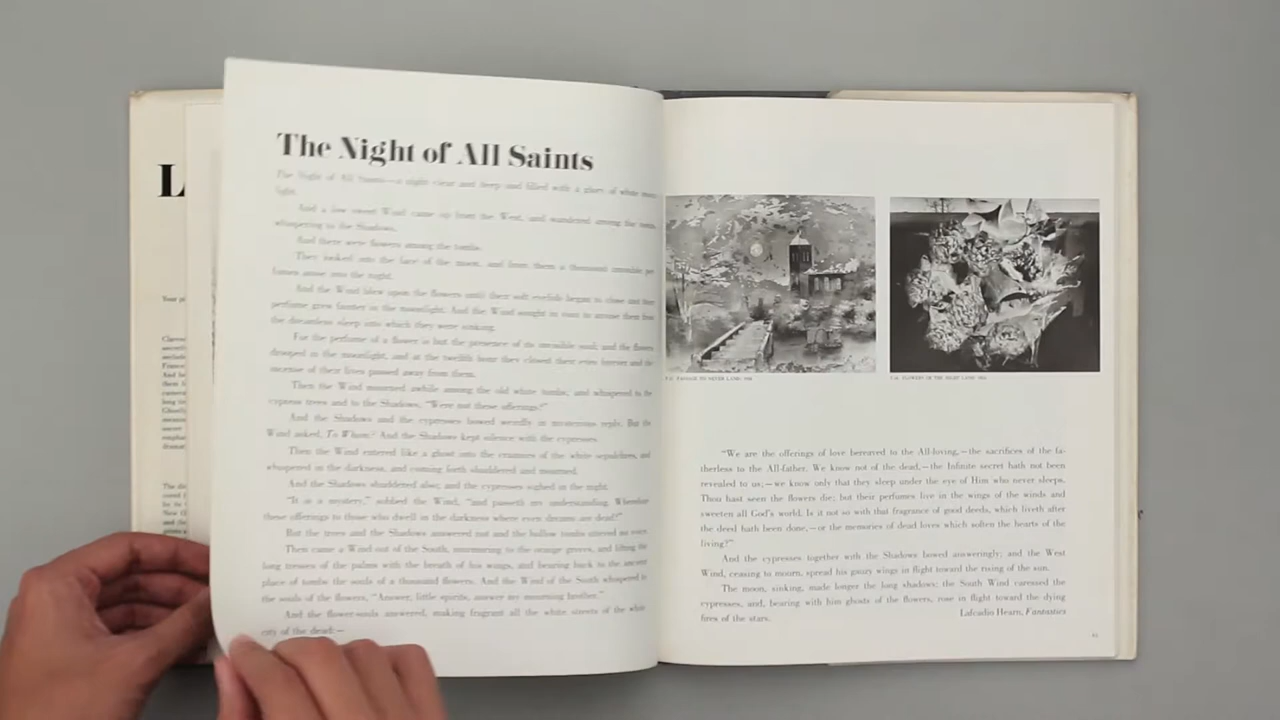 L
Your
The Night of All Saints
The Night of All Saints—a night clear and deep and filled with a glory of white
light.
And a low sweet Wind came up from the West, and wandered among the tombs,
whispering to the Shadows.
And there were flowers among the tombs.
They looked into the face of the moon, and from them a thousand invisible per-
fumes arose into the night.
And the Wind blew upon the flowers until their soft eyelids began to close and their
perfume grew fainter in the moonlight. And the Wind sought in vain to arouse them from
the dreamless sleep into which they were sinking.
For the perfume of a flower is but the presence of its invisible soul; and the flowers
drooped in the moonlight, and at the twelfth hour they closed their eyes forever and the
incense of their lives passed away from them.
Then the Wind mourned awhile among the old white tombs; and whispered to the
cypress trees and to the Shadows, "Were not these offerings?"
And the Shadows and the cypresses bowed weirdly in mysterious reply. But the
Wind asked, To Whom? And the Shadows kept silence with the cypresses.
Then the Wind entered like a ghost into the crannies of the white sepulchres, and
whispered in the darkness, and coming forth shuddered and mourned.
And the Shadows shuddered also; and the cypresses sighed in the night.
"It is a mystery," sobbed the Wind, "and passeth my understanding. Wherefore
these offerings to those who dwell in the darkness where even dreams are dead?"
But the trees and the Shadows answered not and the hollow tombs uttered no voice.
Then came a Wind out of the South, murmuring to the orange groves, and lifting the
long tresses of the palms with the breath of his wings, and bearing back to the ancient
place of tombs the souls of a thousand flowers. And the Wind of the South whispered to
the souls of the flowers, "Answer, little spirits, answer my mourning brother."
And the flower-souls answered, making fragrant all the white streets of the white
city of the dead:—
PASSAGE TO NEVER LAND
FLOWERS OF THE NIGHT LAND
"We are the offerings of love bereaved to the All-loving,—the sacrifices of the fa-
therless to the All-father. We know not of the dead,—the Infinite secret hath not been
revealed to us;—we know only that they sleep under the eye of Him who never sleeps.
Thou hast seen the flowers die; but their perfumes live in the wings of the winds and
sweeten all God's world. Is it not so with that fragrance of good deeds, which liveth after
the deed hath been done,—or the memories of dead loves which soften the hearts of the
living?"
And the cypresses together with the Shadows bowed answeringly; and the West
Wind, ceasing to mourn, spread his gauzy wings in flight toward the rising of the sun.
The moon, sinking, made longer the long shadows; the South Wind caressed the
cypresses, and, bearing with him ghosts of the flowers, rose in flight toward the dying
fires of the stars.
Lafcadio Hearn, Fantastics